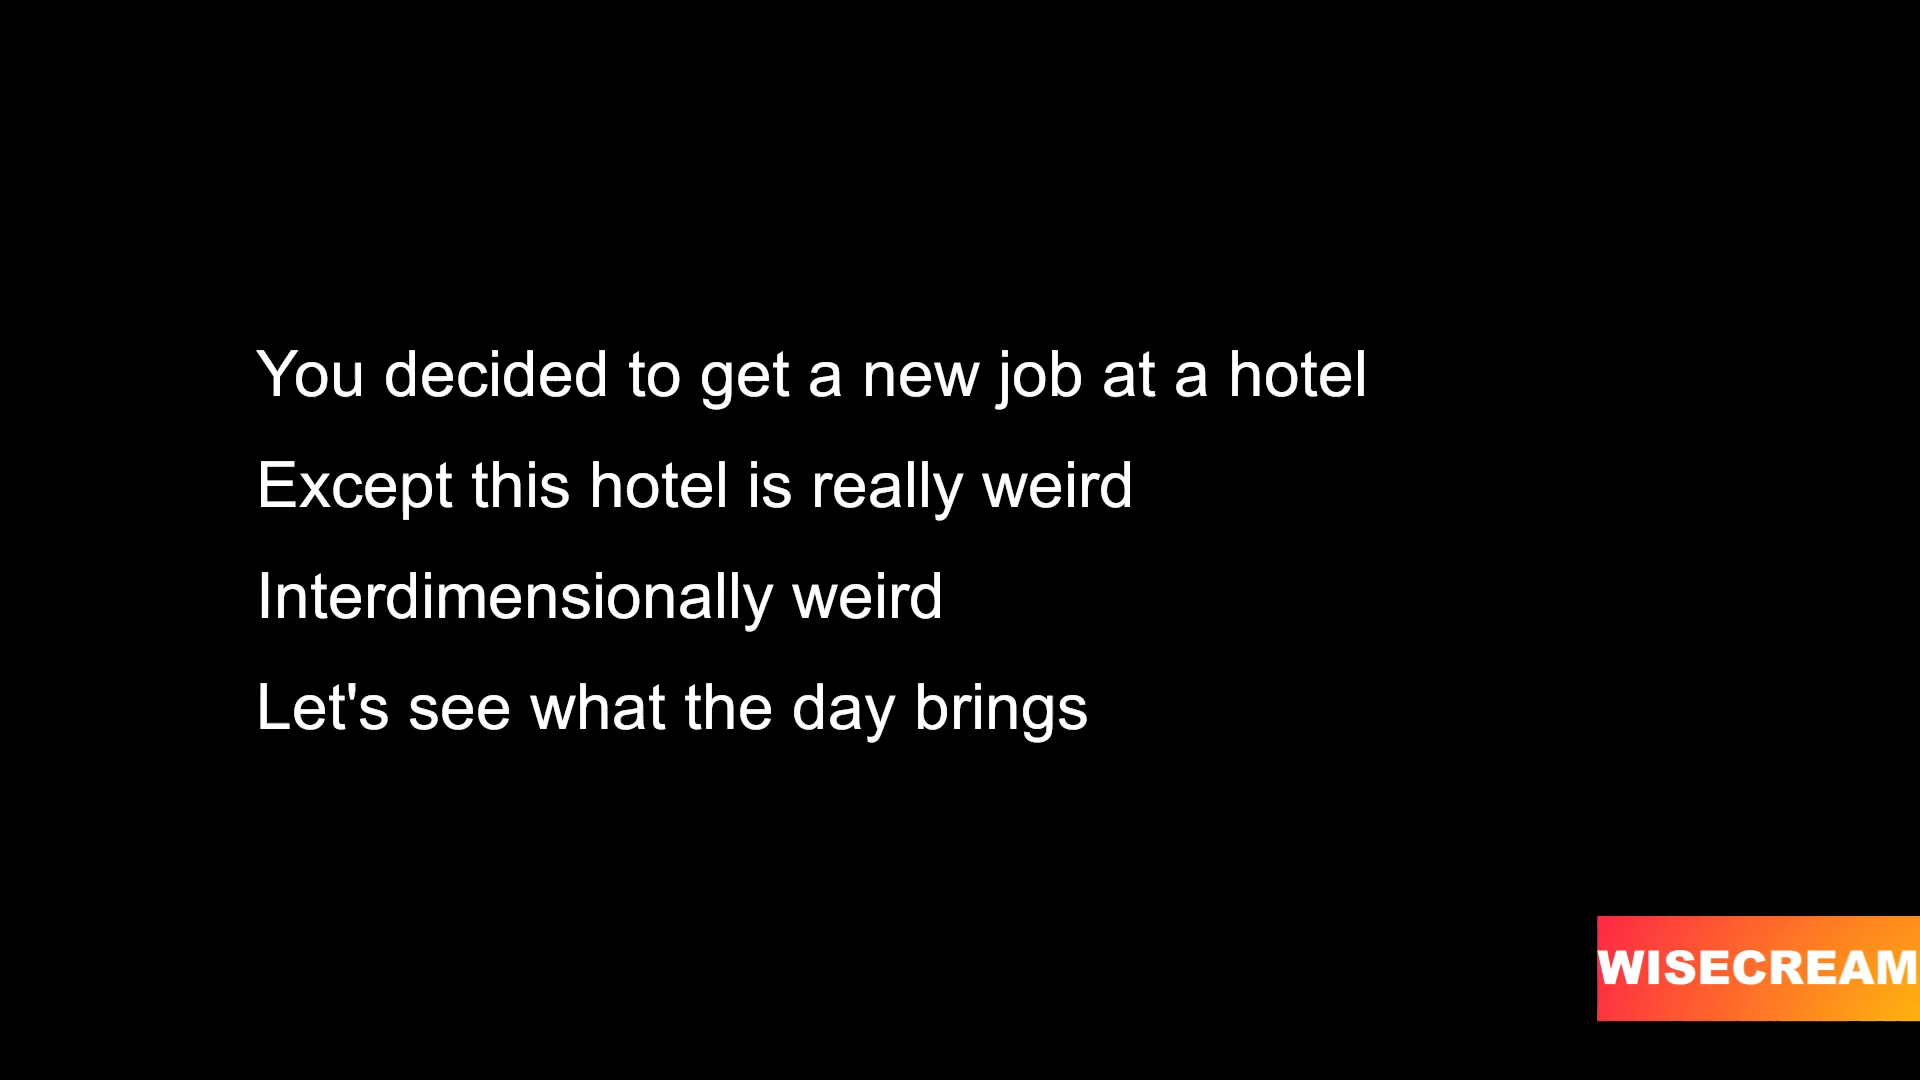 You decided to get a new job at a hotel
Except this hotel is really weird
Interdimensionally weird
Let's see what the day brings
WISECREAM